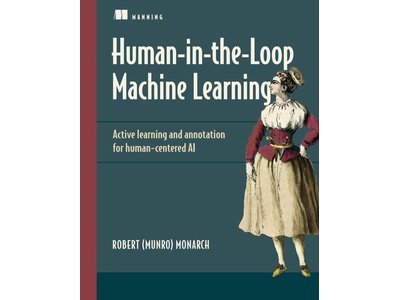 MANNING
Human-in-the-Loop
Machine Learning
Active learning and annotation
for human-centered AI
ROBERT (MUNRO) MONARCH